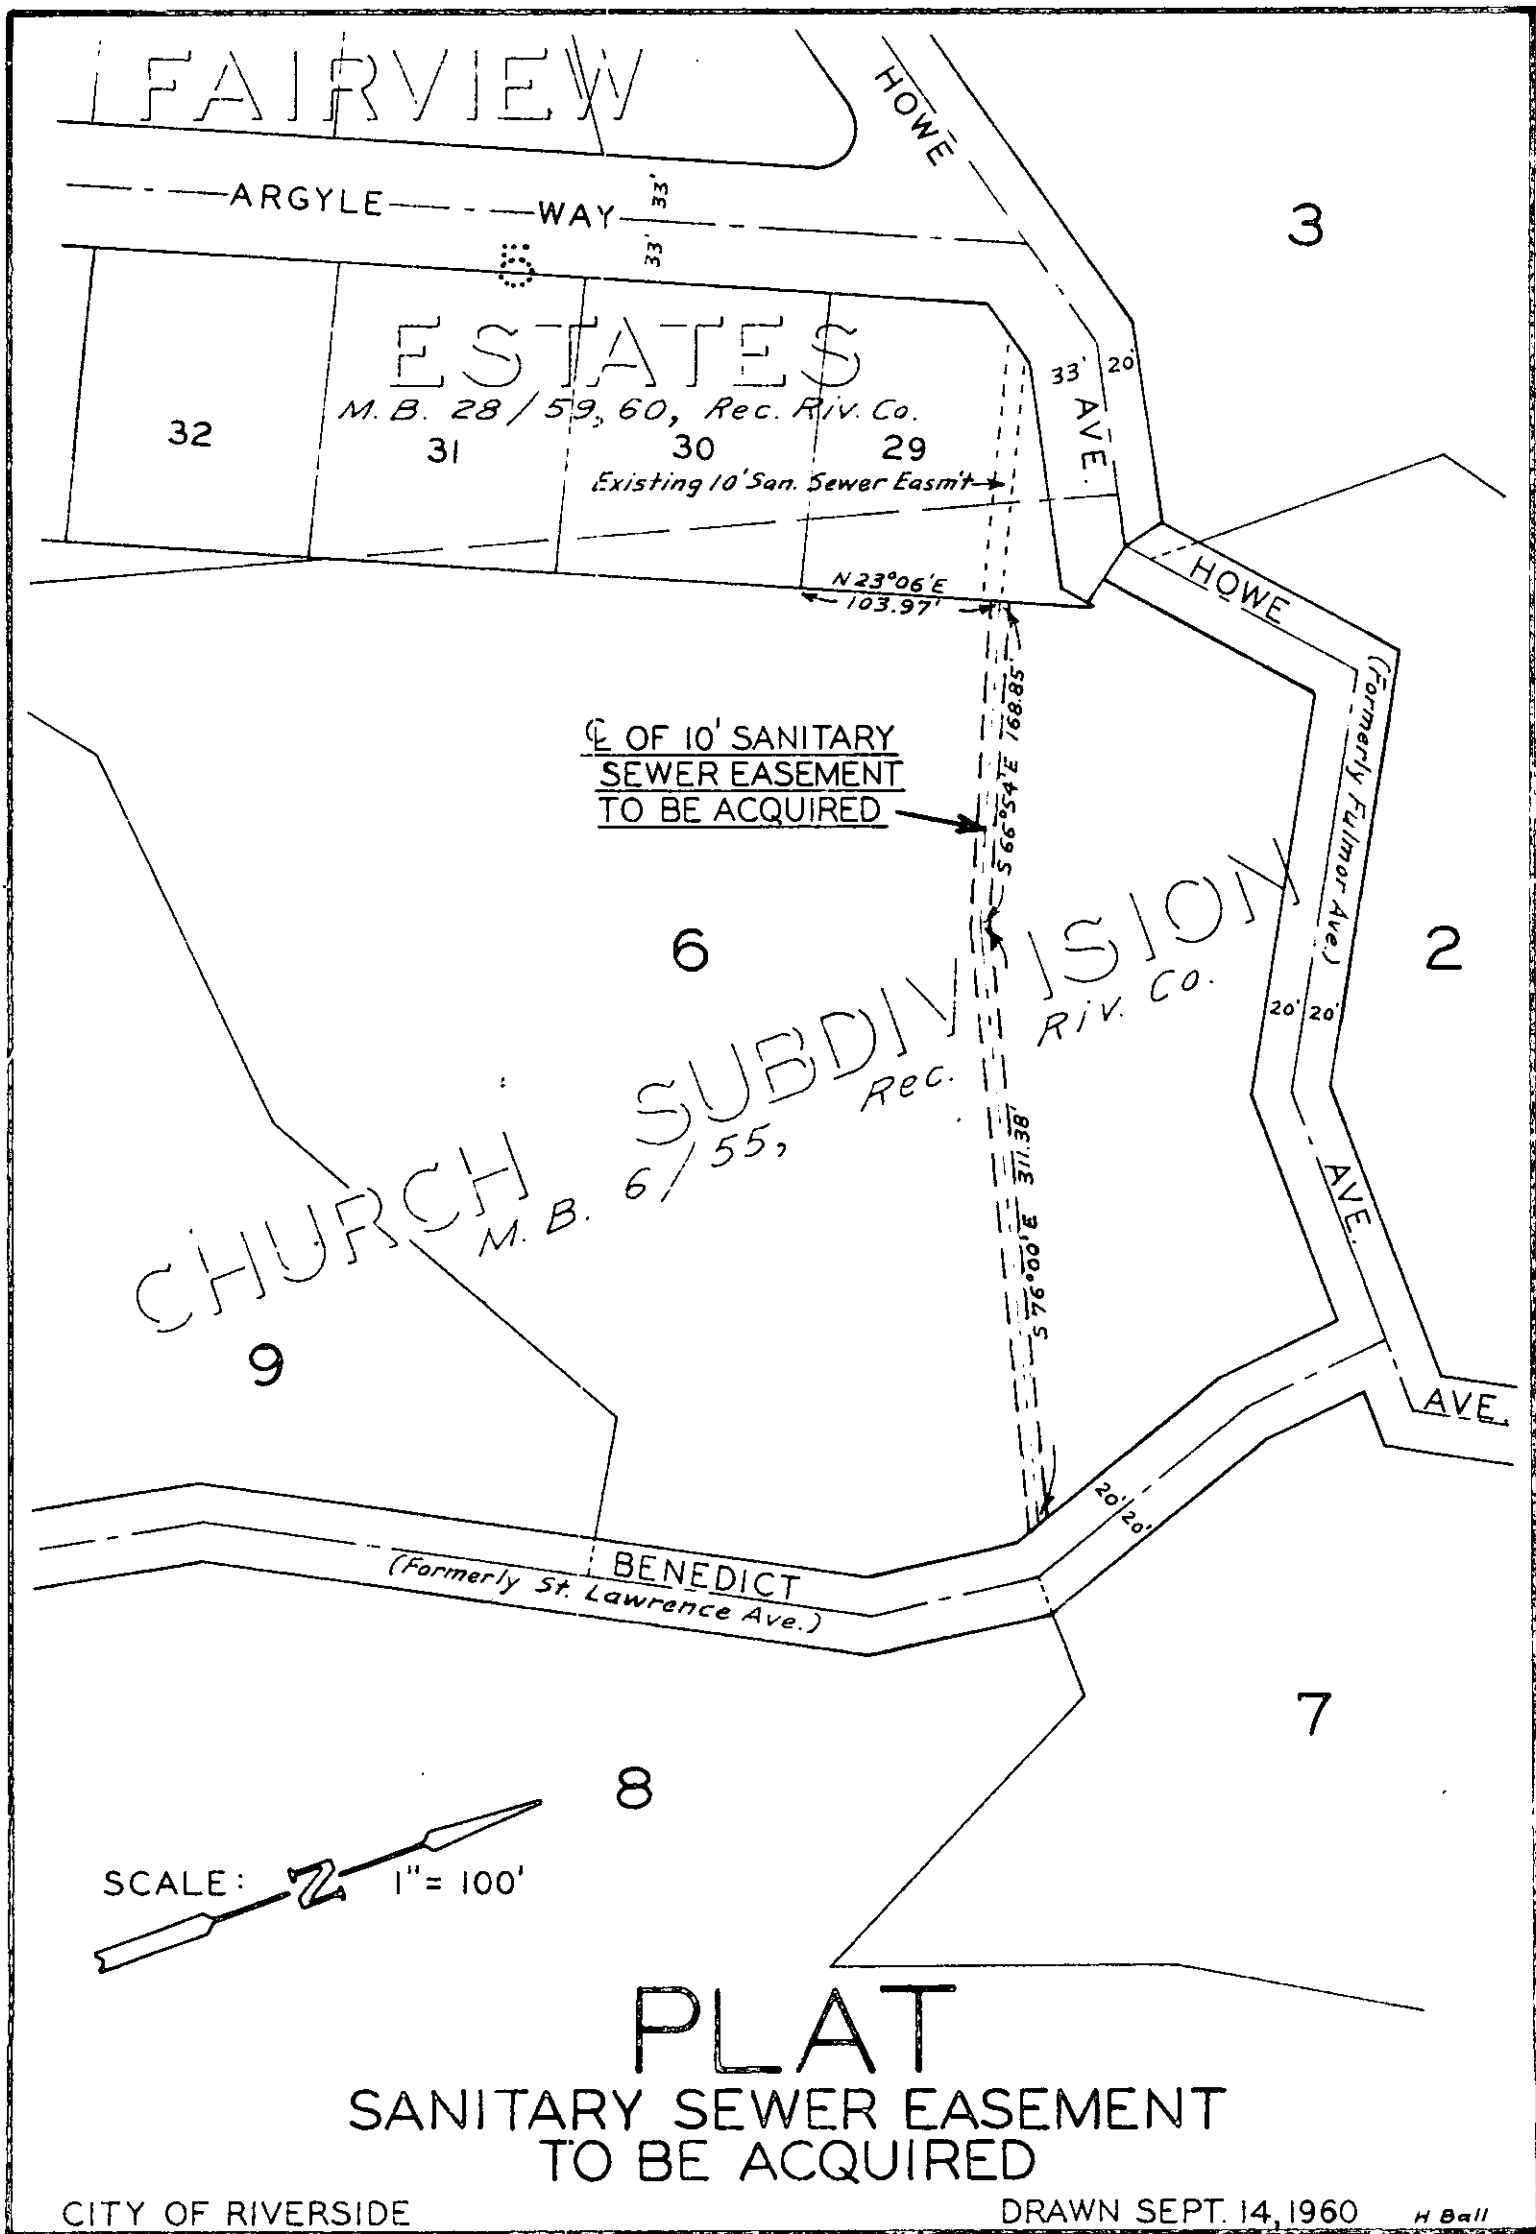 FAIRVIEW
HOWE
ARGYLE WAY
33'
33'
3
5
ESTATES
M.B. 28/59,60, Rec. Riv. Co.
33' 20'
AVE.
32
31
30
29
Existing 10' San. Sewer Easm't
N 23°06'E
103.97'
HOWE
(Formerly Fulmor Ave.)
S 66°54'E 168.85'
℄ OF 10' SANITARY
SEWER EASEMENT
TO BE ACQUIRED
6
2
20' 20'
CHURCH SUBDIVISION
M.B. 6/55, Rec. Riv. Co.
S 76°00'E 311.38'
AVE.
9
AVE.
20' 20'
BENEDICT
(Formerly St. Lawrence Ave.)
7
8
SCALE: N 1" = 100'
PLAT
SANITARY SEWER EASEMENT
TO BE ACQUIRED
CITY OF RIVERSIDE
DRAWN SEPT. 14, 1960
H Ball